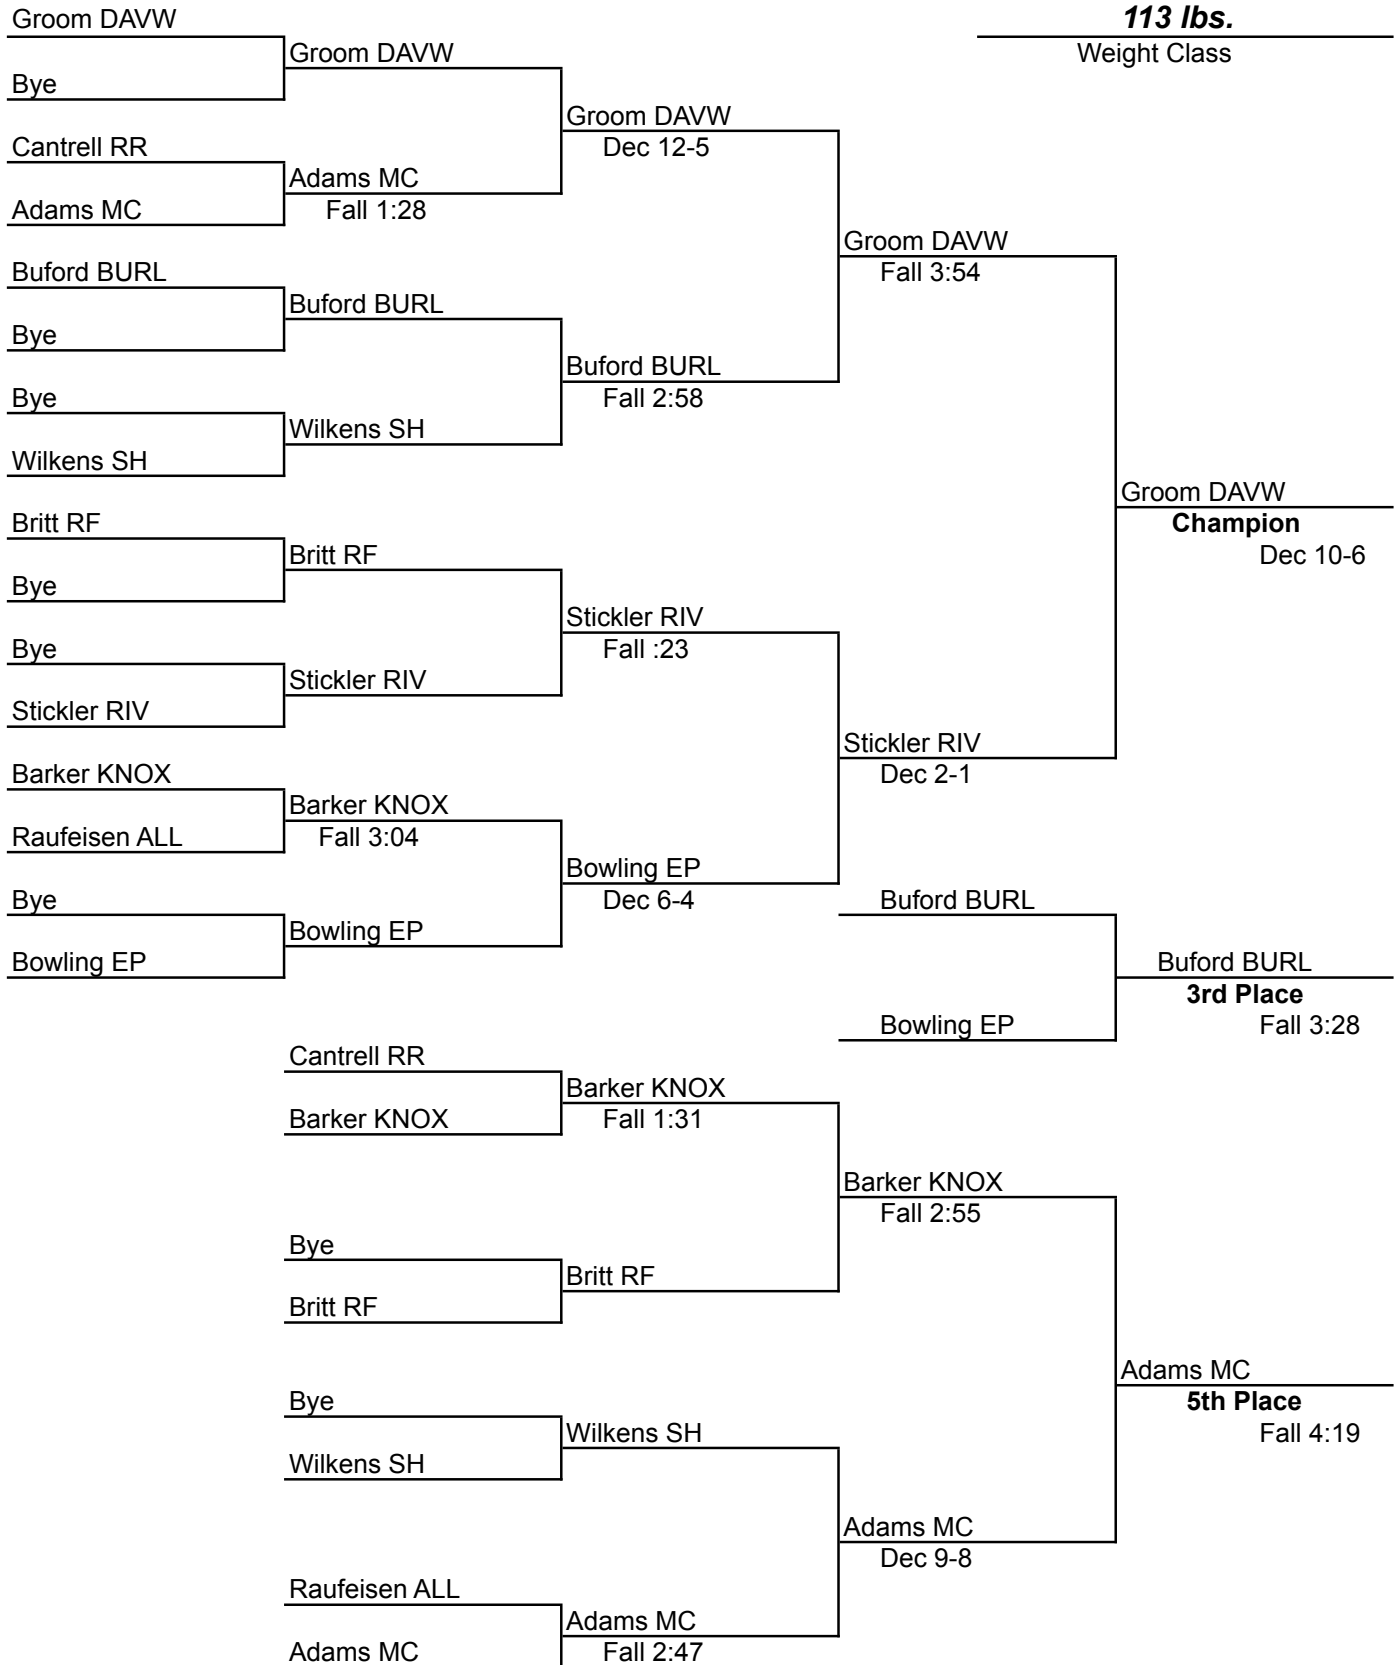 Groom DAVW
113 lbs.
Groom DAVW
Weight Class
Bye
Groom DAVW
Cantrell RR
Dec 12-5
Adams MC
Adams MC
Fall 1:28
Groom DAVW
Buford BURL
Fall 3:54
Buford BURL
Bye
Buford BURL
Bye
Fall 2:58
Wilkens SH
Wilkens SH
Groom DAVW
Britt RF
Champion
Britt RF
Dec 10-6
Bye
Stickler RIV
Bye
Fall :23
Stickler RIV
Stickler RIV
Stickler RIV
Barker KNOX
Dec 2-1
Barker KNOX
Raufeisen ALL
Fall 3:04
Bowling EP
Bye
Dec 6-4
Buford BURL
Bowling EP
Bowling EP
Buford BURL
3rd Place
Bowling EP
Fall 3:28
Cantrell RR
Barker KNOX
Barker KNOX
Fall 1:31
Barker KNOX
Fall 2:55
Bye
Britt RF
Britt RF
Adams MC
Bye
5th Place
Wilkens SH
Fall 4:19
Wilkens SH
Adams MC
Dec 9-8
Raufeisen ALL
Adams MC
Adams MC
Fall 2:47